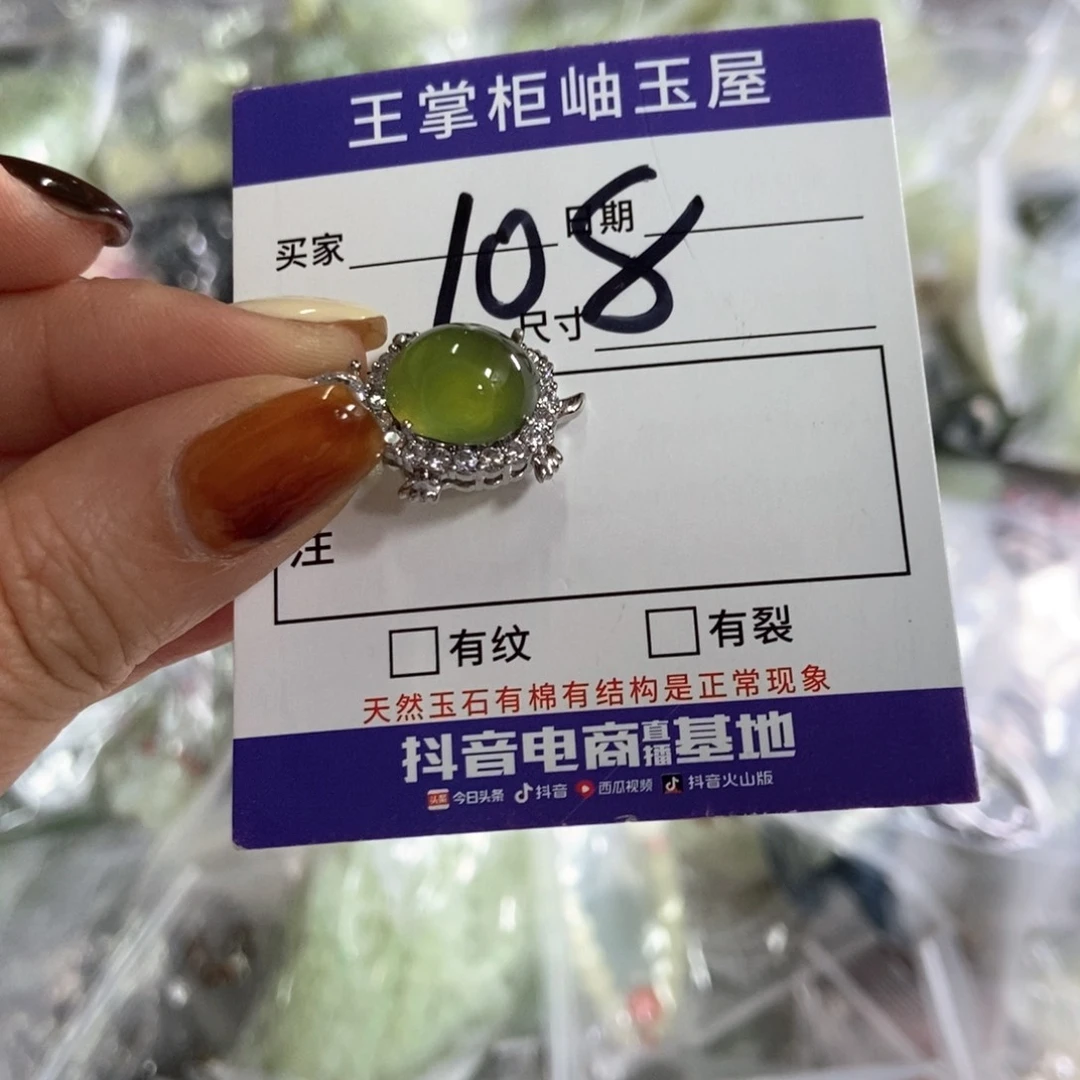 王掌柜岫玉屋
买家 日期
108
尺寸
注
有纹 有裂
天然玉石有棉有结构是正常现象
抖音电商直播基地
头条 今日头条 抖音 西瓜视频 抖音火山版